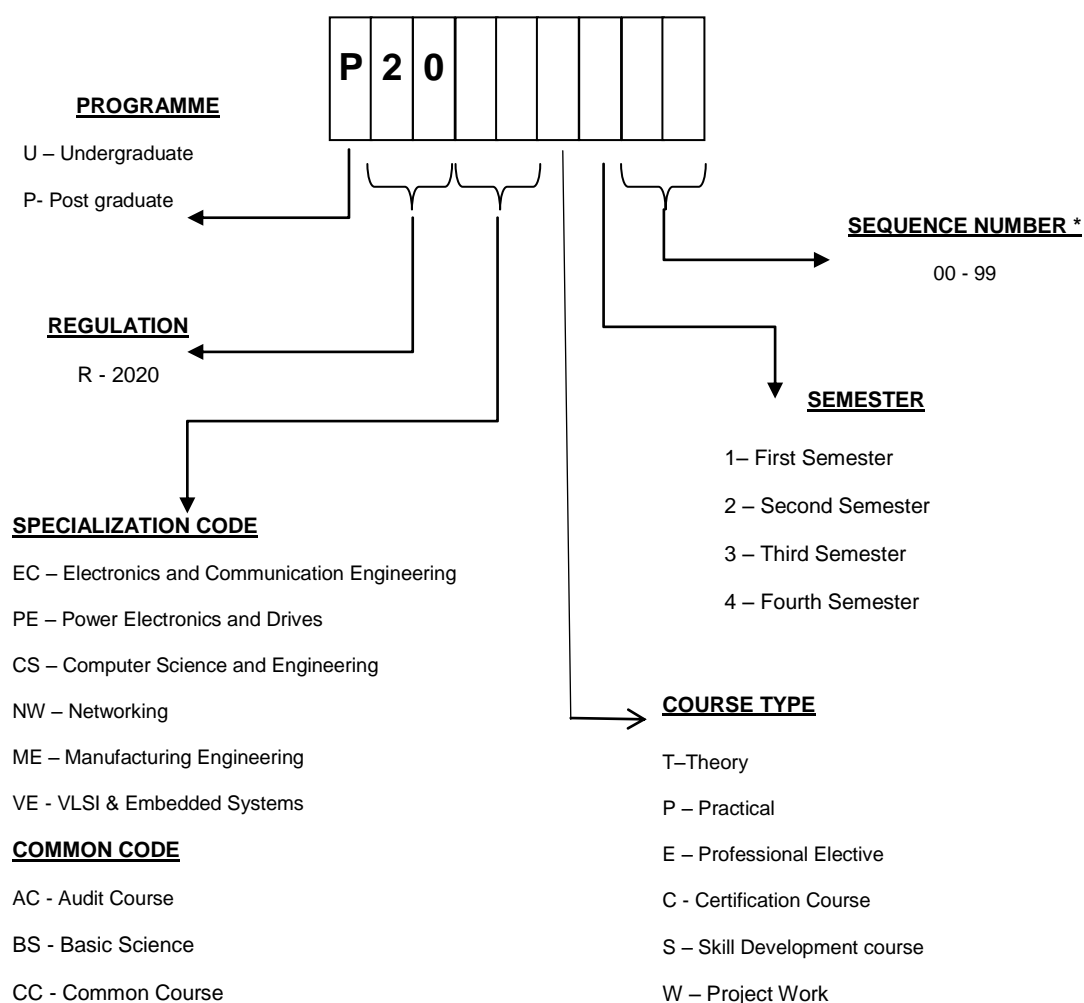 P 2 0
PROGRAMME
U – Undergraduate
P- Post graduate
SEQUENCE NUMBER *
00 - 99
REGULATION
R - 2020
SEMESTER
1– First Semester
2 – Second Semester
3 – Third Semester
4 – Fourth Semester
SPECIALIZATION CODE
EC – Electronics and Communication Engineering
PE – Power Electronics and Drives
CS – Computer Science and Engineering
NW – Networking
ME – Manufacturing Engineering
VE - VLSI & Embedded Systems
COMMON CODE
AC - Audit Course
BS - Basic Science
CC - Common Course
COURSE TYPE
T–Theory
P – Practical
E – Professional Elective
C - Certification Course
S – Skill Development course
W – Project Work